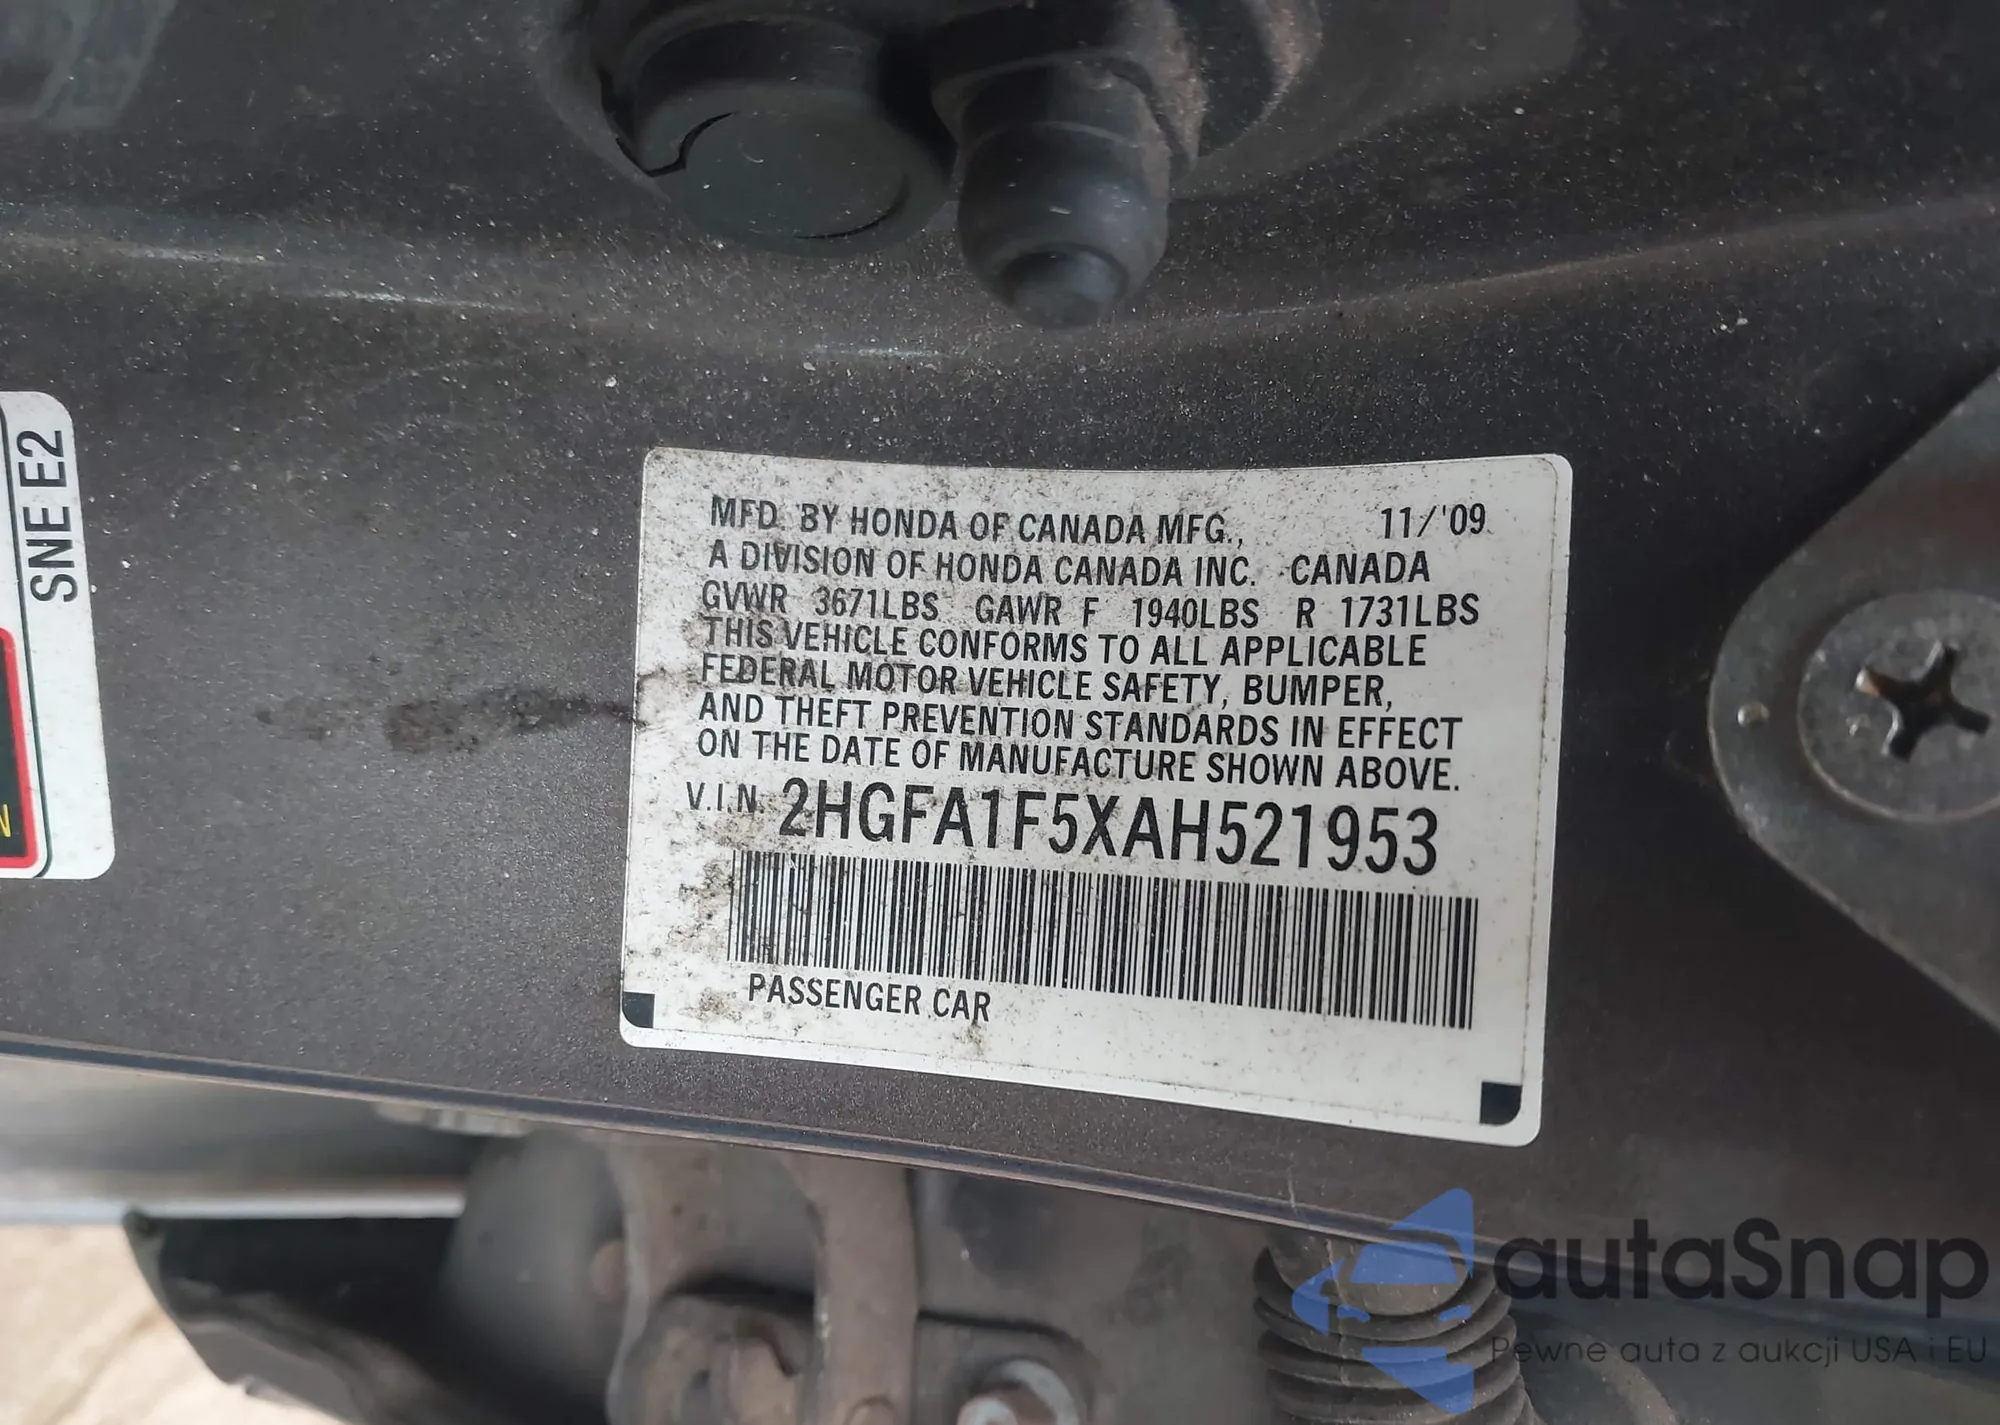 SNE E2
N
MFD. BY HONDA OF CANADA MFG., 11/'09
A DIVISION OF HONDA CANADA INC. CANADA
GVWR 3671LBS GAWR F 1940LBS R 1731LBS
THIS VEHICLE CONFORMS TO ALL APPLICABLE
FEDERAL MOTOR VEHICLE SAFETY, BUMPER,
AND THEFT PREVENTION STANDARDS IN EFFECT
ON THE DATE OF MANUFACTURE SHOWN ABOVE.
V.I.N. 2HGFA1F5XAH521953
PASSENGER CAR
autaSnap
Pewne auta z aukcji USA i EU